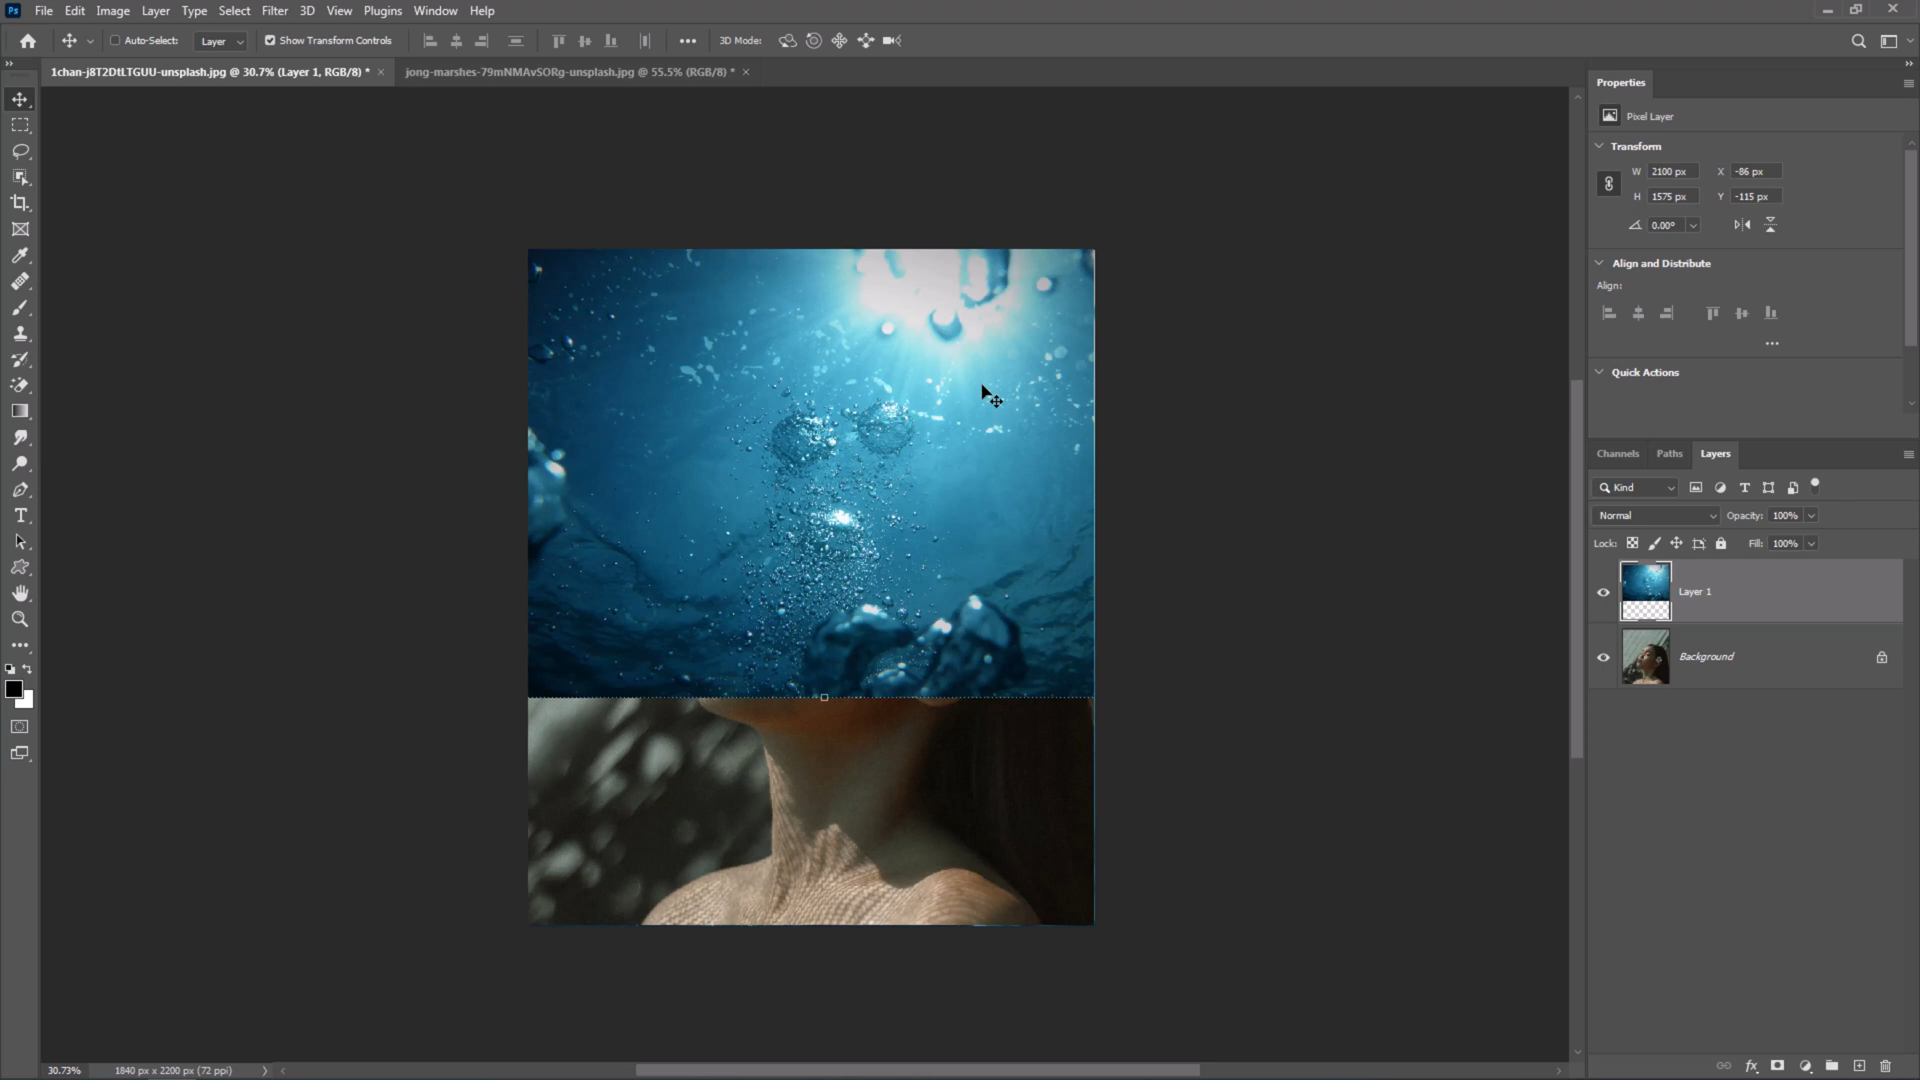 Ps File Edit Image Layer Type Select Filter 3D View Plugins Window Help
Auto-Select: Layer Show Transform Controls 3D Mode:
1chan-j8T2DtLTGUU-unsplash.jpg @ 30.7% (Layer 1, RGB/8) * × jong-marshes-79mNMAvSORg-unsplash.jpg @ 55.5% (RGB/8) * ×
Properties
Pixel Layer
Transform
W 2100 px X -86 px
H 1575 px Y -115 px
0.00°
Align and Distribute
Align:
Quick Actions
Channels Paths Layers
Kind
Normal Opacity: 100%
Lock: Fill: 100%
Layer 1
Background
30.73% 1840 px x 2200 px (72 ppi)